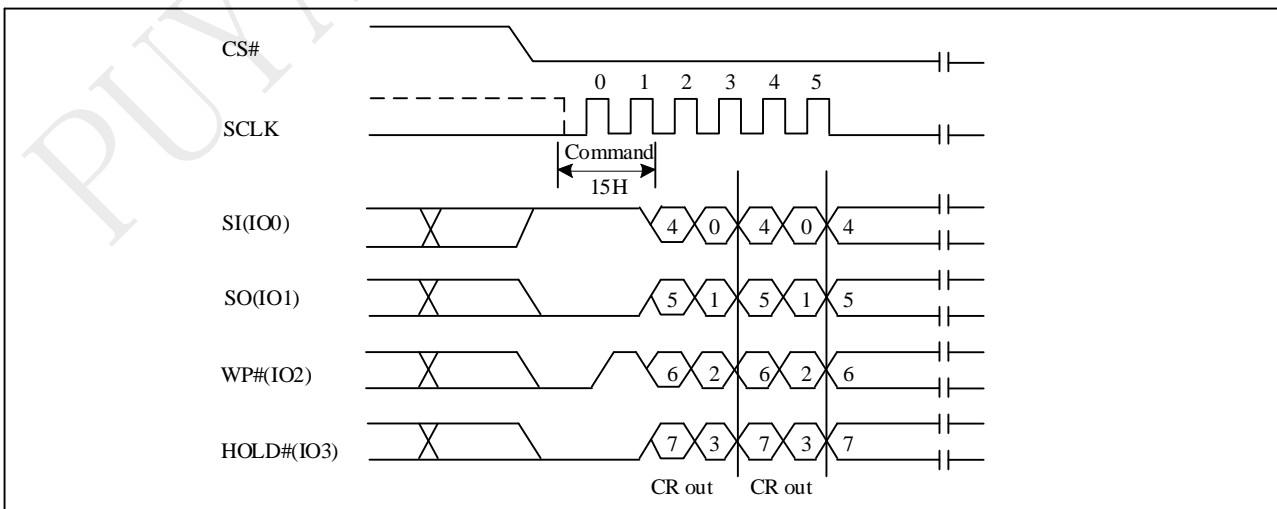 PUYA
CS#
0 1 2 3 4 5
SCLK
Command
15H
SI(IO0)
4 0 4 0 4
SO(IO1)
5 1 5 1 5
WP#(IO2)
6 2 6 2 6
HOLD#(IO3)
7 3 7 3 7
CR out CR out